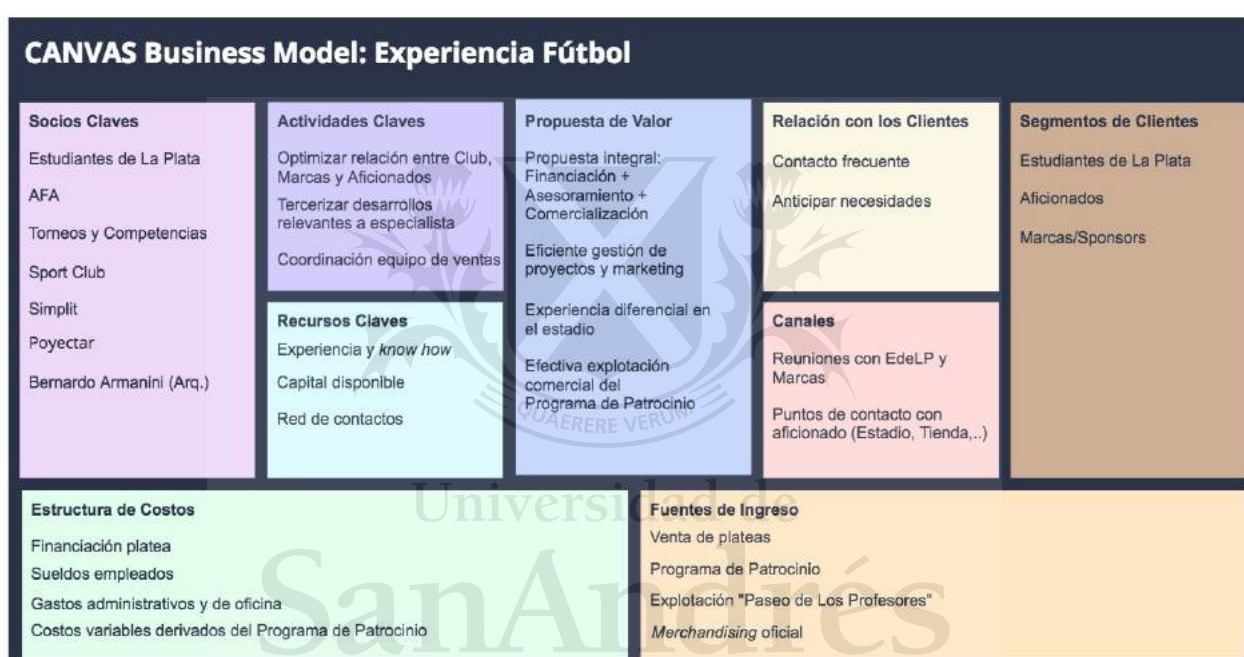 CANVAS Business Model: Experiencia Fútbol
Socios Claves
Estudiantes de La Plata
AFA
Torneos y Competencias
Sport Club
Simplit
Poyectar
Bernardo Armanini (Arq.)
Actividades Claves
Optimizar relación entre Club,
Marcas y Aficionados
Tercerizar desarrollos
relevantes a especialista
Coordinación equipo de ventas
Recursos Claves
Experiencia y know how
Capital disponible
Red de contactos
Propuesta de Valor
Propuesta integral:
Financiación +
Asesoramiento +
Comercialización
Eficiente gestión de
proyectos y marketing
Experiencia diferencial en
el estadio
Efectiva explotación
comercial del
Programa de Patrocinio
Relación con los Clientes
Contacto frecuente
Anticipar necesidades
Canales
Reuniones con EdeLP y
Marcas
Puntos de contacto con
aficionado (Estadio, Tienda,..)
Segmentos de Clientes
Estudiantes de La Plata
Aficionados
Marcas/Sponsors
Estructura de Costos
Financiación platea
Sueldos empleados
Gastos administrativos y de oficina
Costos variables derivados del Programa de Patrocinio
Fuentes de Ingreso
Venta de plateas
Programa de Patrocinio
Explotación "Paseo de Los Profesores"
Merchandising oficial
QUAERERE VERUM
Universidad de
SanAndrés